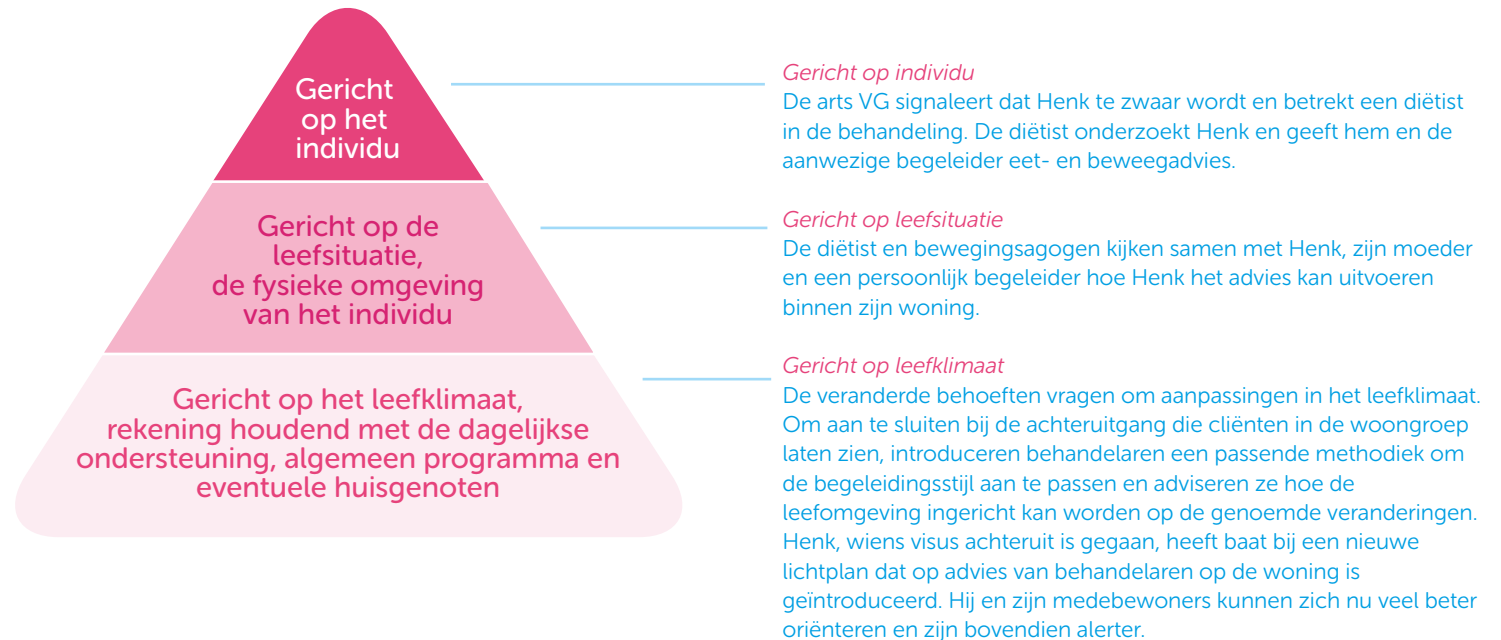 Gericht
op het
individu
Gericht op de
leefsituatie,
de fysieke omgeving
van het individu
Gericht op het leefklimaat,
rekening houdend met de dagelijkse
ondersteuning, algemeen programma en
eventuele huisgenoten
Gericht op individu
De arts VG signaleert dat Henk te zwaar wordt en betrekt een diëtist
in de behandeling. De diëtist onderzoekt Henk en geeft hem en de
aanwezige begeleider eet- en beweegadvies.
Gericht op leefsituatie
De diëtist en bewegingsagogen kijken samen met Henk, zijn moeder
en een persoonlijk begeleider hoe Henk het advies kan uitvoeren
binnen zijn woning.
Gericht op leefklimaat
De veranderde behoeften vragen om aanpassingen in het leefklimaat.
Om aan te sluiten bij de achteruitgang die cliënten in de woongroep
laten zien, introduceren behandelaren een passende methodiek om
de begeleidingsstijl aan te passen en adviseren ze hoe de
leefomgeving ingericht kan worden op de genoemde veranderingen.
Henk, wiens visus achteruit is gegaan, heeft baat bij een nieuwe
lichtplan dat op advies van behandelaren op de woning is
geïntroduceerd. Hij en zijn medebewoners kunnen zich nu veel beter
oriënteren en zijn bovendien alerter.